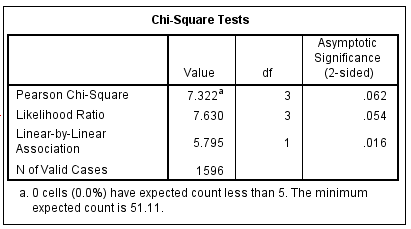 Chi-Square Tests
Asymptotic
Significance
Value df (2-sided)
Pearson Chi-Square 7.322a 3 .062
Likelihood Ratio 7.630 3 .054
Linear-by-Linear
Association 5.795 1 .016
N of Valid Cases 1596
a. 0 cells (0.0%) have expected count less than 5. The minimum
expected count is 51.11.